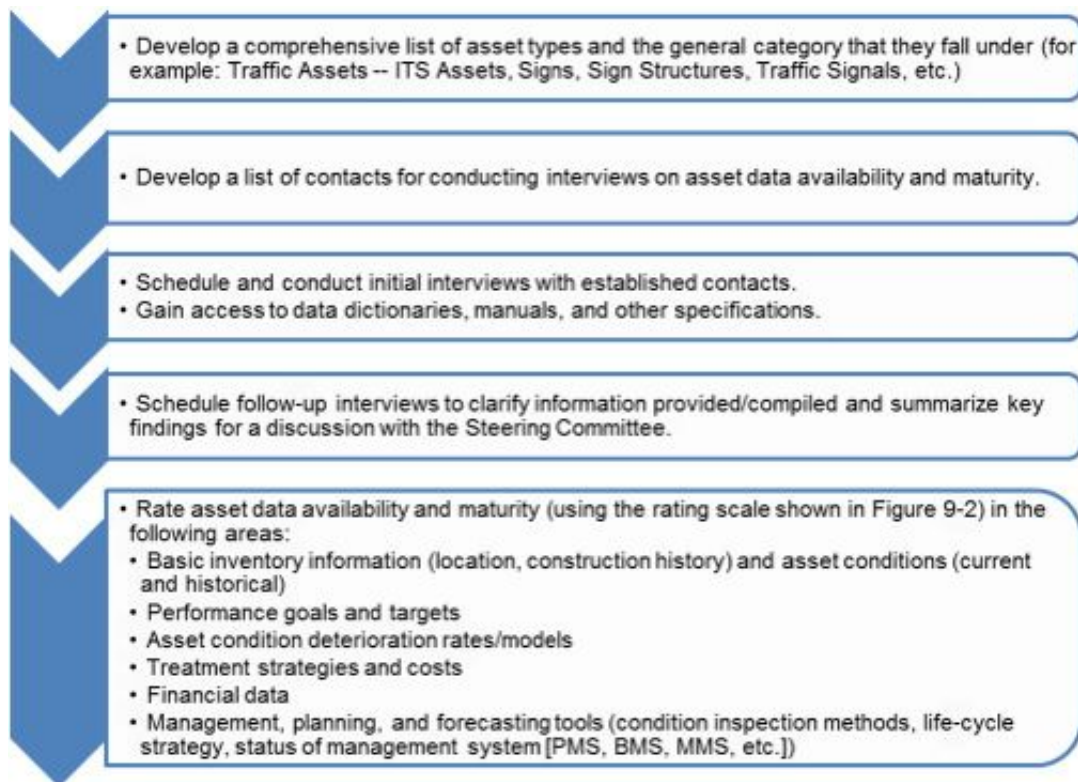 • Develop a comprehensive list of asset types and the general category that they fall under (for
example: Traffic Assets -- ITS Assets, Signs, Sign Structures, Traffic Signals, etc.)
• Develop a list of contacts for conducting interviews on asset data availability and maturity.
• Schedule and conduct initial interviews with established contacts.
• Gain access to data dictionaries, manuals, and other specifications.
• Schedule follow-up interviews to clarify information provided/compiled and summarize key
findings for a discussion with the Steering Committee.
• Rate asset data availability and maturity (using the rating scale shown in Figure 9-2) in the
following areas:
• Basic inventory information (location, construction history) and asset conditions (current
and historical)
• Performance goals and targets
• Asset condition deterioration rates/models
• Treatment strategies and costs
• Financial data
• Management, planning, and forecasting tools (condition inspection methods, life-cycle
strategy, status of management system [PMS, BMS, MMS, etc.])